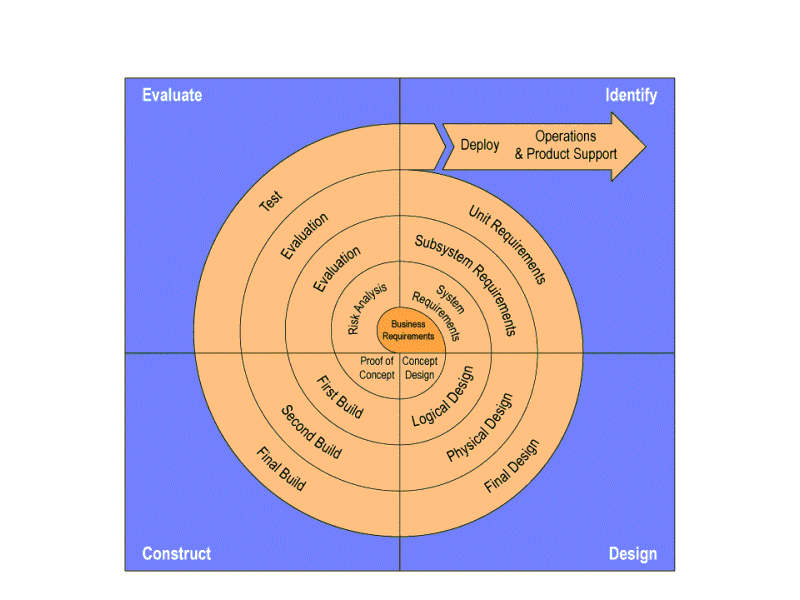 Evaluate
Identify
Deploy
Operations
& Product Support
Test
Evaluation
Evaluation
Risk Analysis
Unit Requirements
Subsystem Requirements
System
Requirements
Business
Requirements
Proof of
Concept
Concept
Design
First Build
Second Build
Final Build
Logical Design
Physical Design
Final Design
Construct
Design